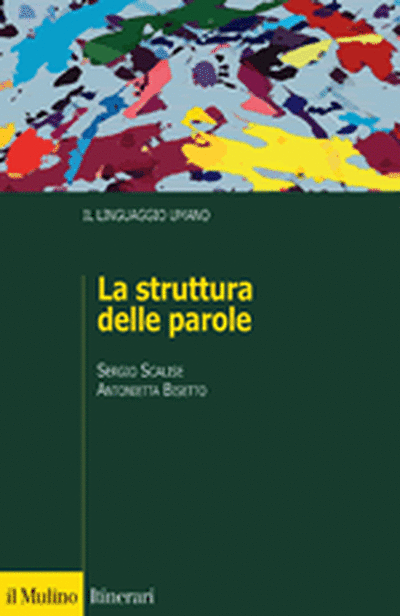 IL LINGUAGGIO UMANO
La struttura
delle parole
SERGIO SCALISE
ANTONIETTA BISETTO
il Mulino Itinerari